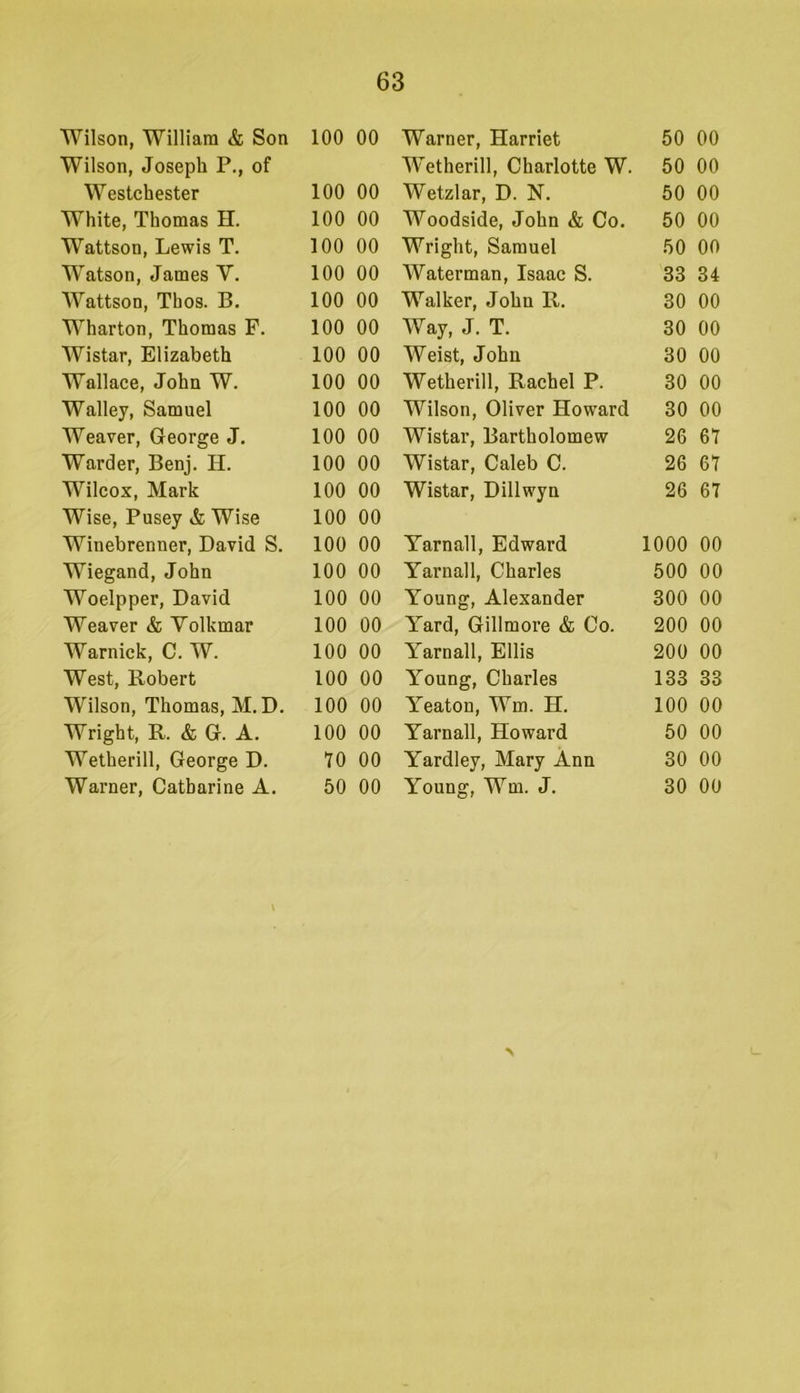 63
Wilson, William & Son 100 00
Wilson, Joseph P., of
Westchester 100 00
White, Thomas H. 100 00
Wattson, Lewis T. 100 00
Watson, James V. 100 00
Wattson, Thos. B. 100 00
Wharton, Thomas F. 100 00
Wistar, Elizabeth 100 00
Wallace, John W. 100 00
Walley, Samuel 100 00
Weaver, George J. 100 00
Warder, Benj. H. 100 00
Wilcox, Mark 100 00
Wise, Pusey & Wise 100 00
Winebrenner, David S. 100 00
Wiegand, John 100 00
Woelpper, David 100 00
Weaver & Volkmar 100 00
Warnick, C. W. 100 00
West, Robert 100 00
Wilson, Thomas, M.D. 100 00
Wright, R. & G. A. 100 00
Wetherill, George D. 70 00
Warner, Catharine A. 50 00
Warner, Harriet 50 00
Wetherill, Charlotte W. 50 00
Wetzlar, D. N. 50 00
Woodside, John & Co. 50 00
Wright, Samuel 50 00
Waterman, Isaac S. 33 34
Walker, John R. 30 00
Way, J. T. 30 00
Weist, John 30 00
Wetherill, Rachel P. 30 00
Wilson, Oliver Howard 30 00
Wistar, Bartholomew 26 67
Wistar, Caleb C. 26 67
Wistar, Dillwyn 26 67
Yarnall, Edward 1000 00
Yarnall, Charles 500 00
Young, Alexander 300 00
Yard, Gillmore & Co. 200 00
Yarnall, Ellis 200 00
Young, Charles 133 33
Yeaton, Wm. H. 100 00
Yarnall, Howard 50 00
Yardley, Mary Ann 30 00
Young, Wm. J. 30 00